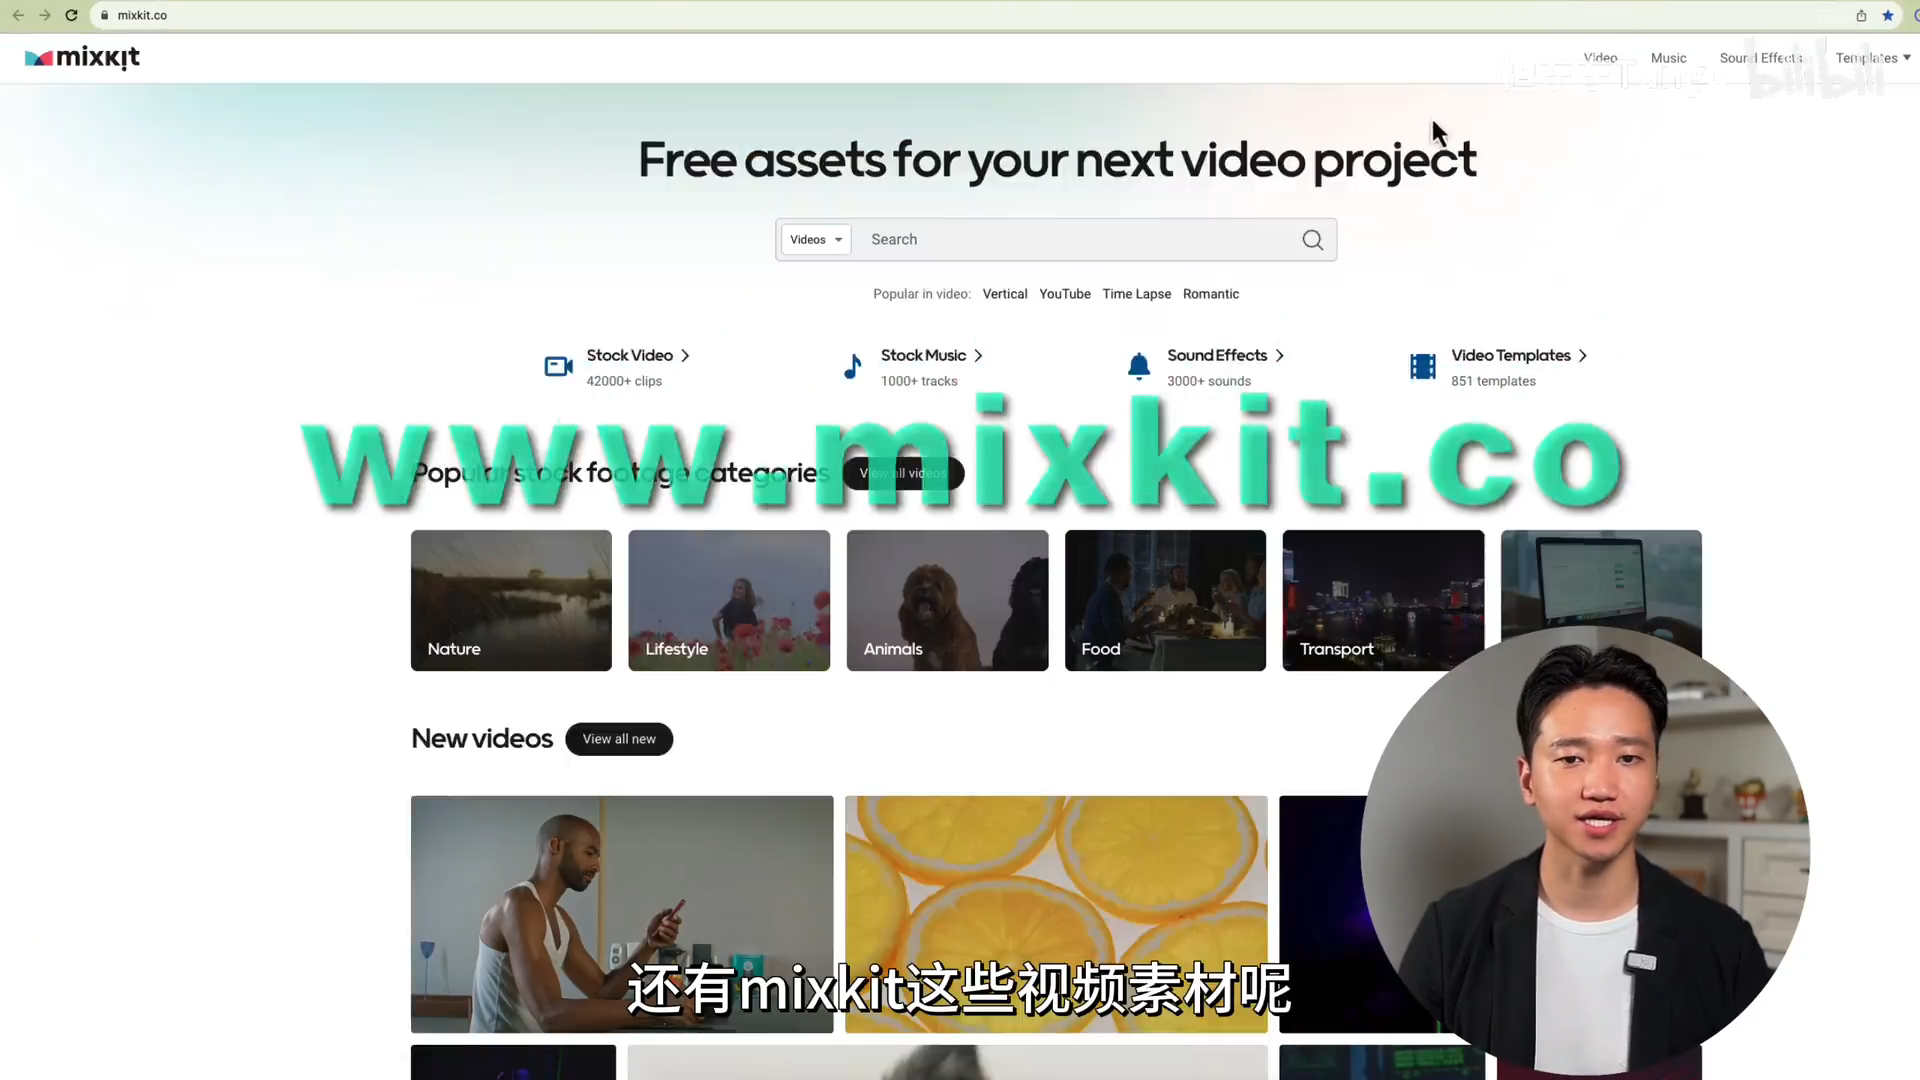 mixkit.co
mixkit
Video
Music
Sound Effects
Templates
bilibili
Free assets for your next video project
Videos
Search
Popular in video: Vertical YouTube Time Lapse Romantic
Stock Video
42000+ clips
Stock Music
1000+ tracks
Sound Effects
3000+ sounds
Video Templates
851 templates
www.mixkit.co
Popular stock footage categories
View all videos
Nature
Lifestyle
Animals
Food
Transport
New videos
View all new
还有mixkit这些视频素材呢